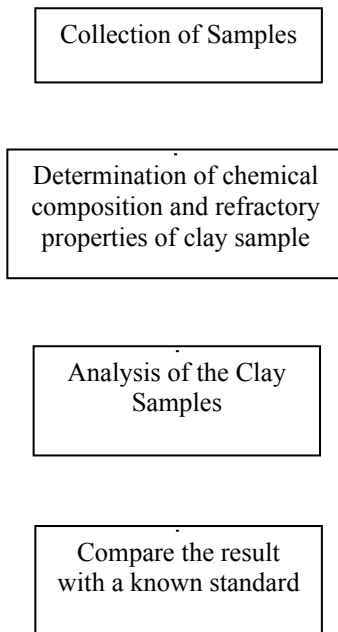 Collection of Samples
Determination of chemical
composition and refractory
properties of clay sample
Analysis of the Clay
Samples
Compare the result
with a known standard